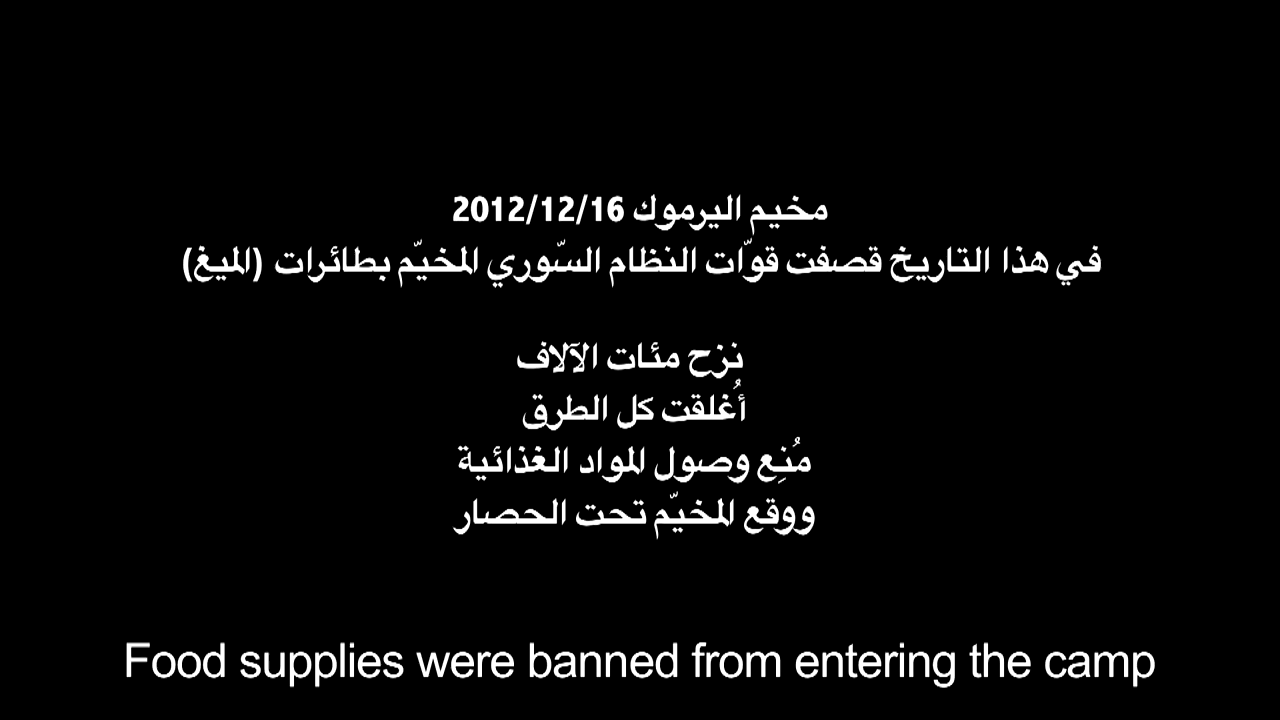 مخيم اليرموك 2012/12/16
في هذا التاريخ قصفت قوّات النظام السّوري المخيّم بطائرات (الميغ)
نزح مئات الآلاف
أُغلقت كل الطرق
مُنِع وصول المواد الغذائية
ووقع المخيّم تحت الحصار
Food supplies were banned from entering the camp